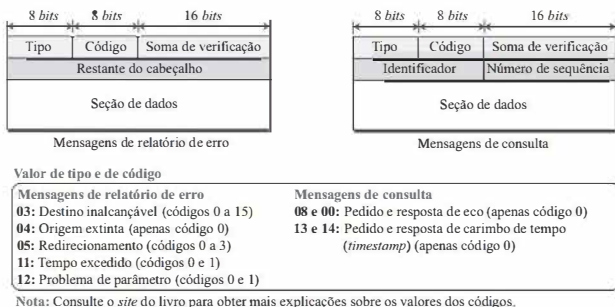 8 bits 8 bits 16 bits
Tipo Código Soma de verificação
Restante do cabeçalho
Seção de dados
Mensagens de relatório de erro
8 bits 8 bits 16 bits
Tipo Código Soma de verificação
Identificador Número de sequência
Seção de dados
Mensagens de consulta
Valor de tipo e de código
Mensagens de relatório de erro
03: Destino inalcançável (códigos 0 a 15)
04: Origem extinta (apenas código 0)
05: Redirecionamento (códigos 0 a 3)
11: Tempo excedido (códigos 0 e 1)
12: Problema de parâmetro (códigos 0 e 1)
Mensagens de consulta
08 e 00: Pedido e resposta de eco (apenas código 0)
13 e 14: Pedido e resposta de carimbo de tempo
(timestamp) (apenas código 0)
Nota: Consulte o site do livro para obter mais explicações sobre os valores dos códigos.